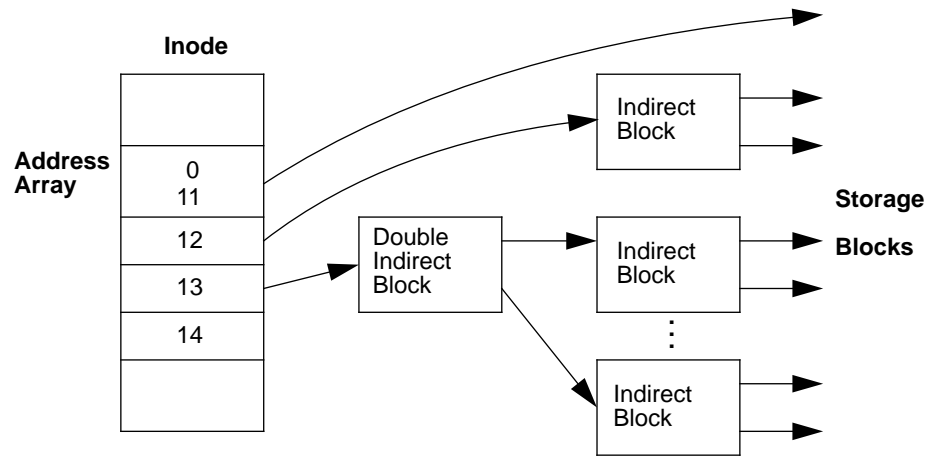 Inode
Address
Array
0
11
12
13
14
Double
Indirect
Block
Indirect
Block
Indirect
Block
Indirect
Block
Storage
Blocks